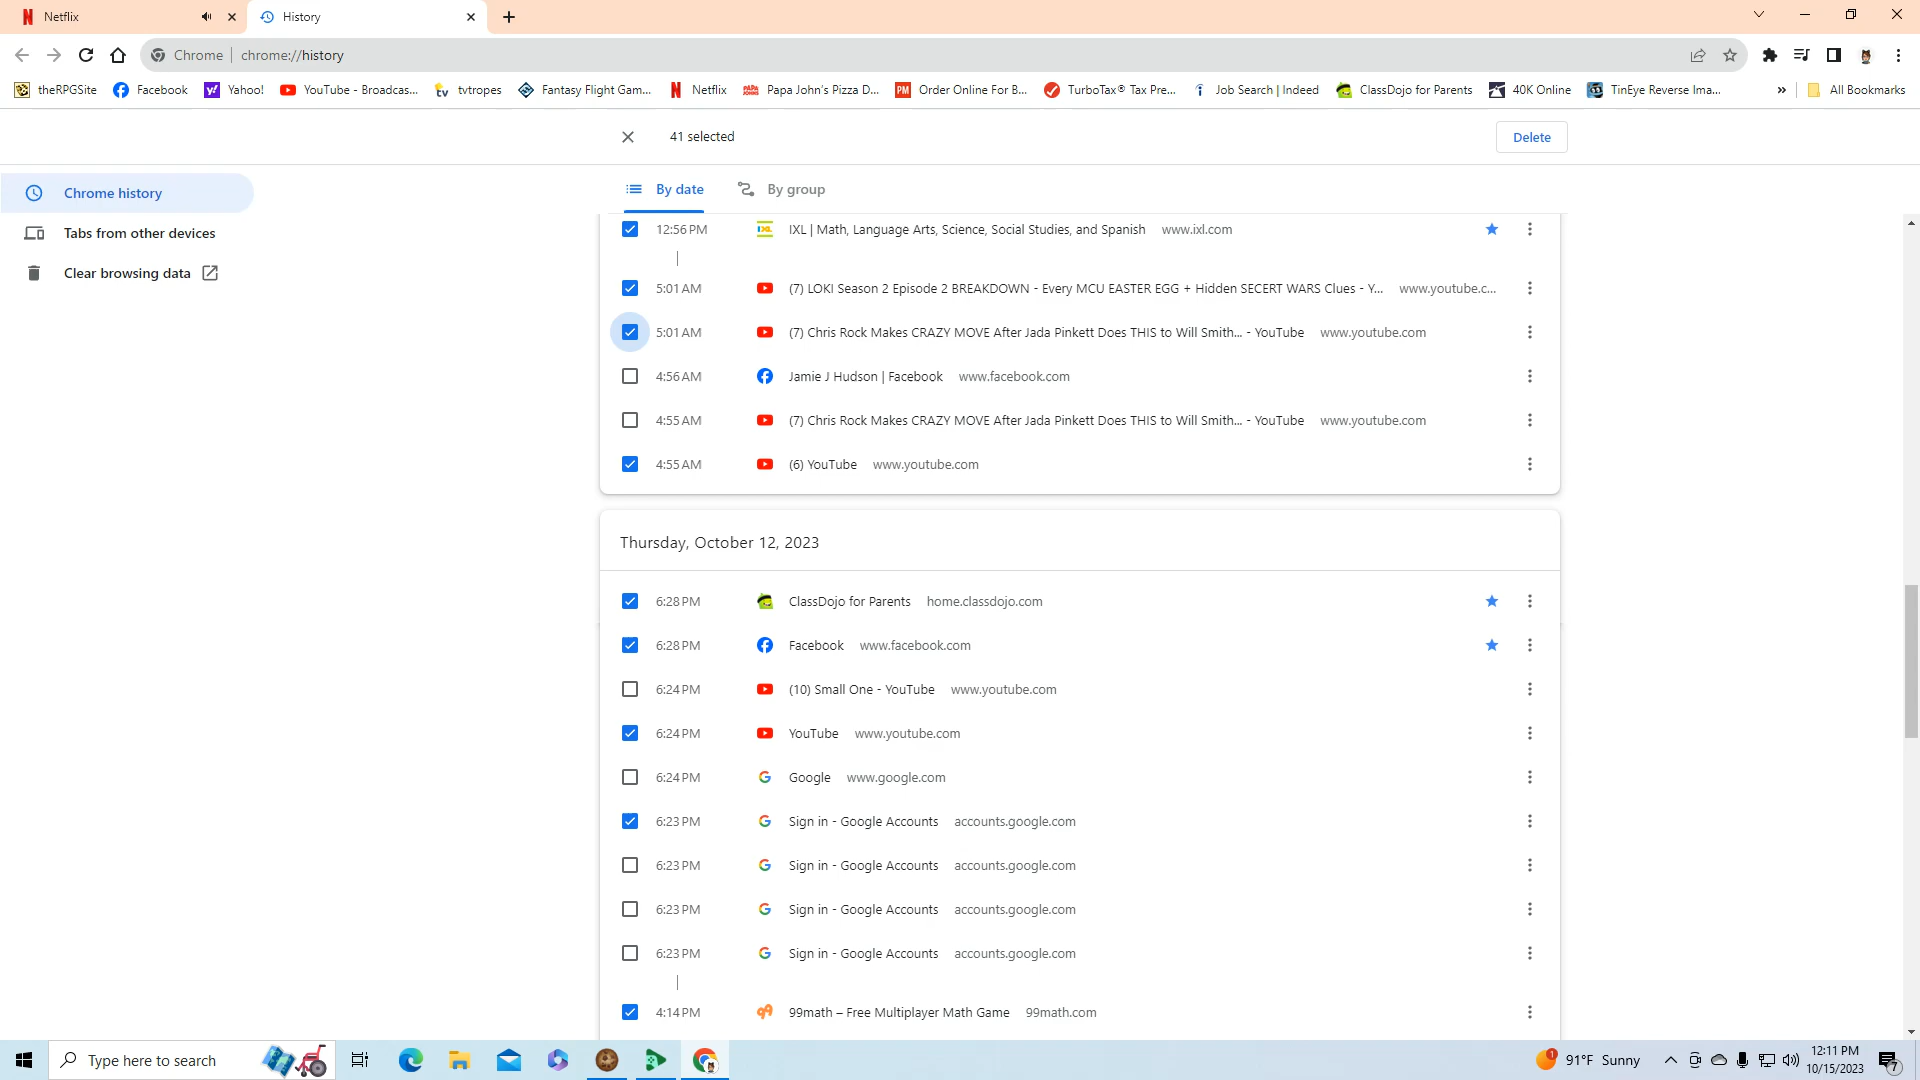 Netflix
History
Chrome
chrome://history
theRPGSite
Facebook
Yahoo!
YouTube - Broadcas...
tvtropes
Fantasy Flight Gam...
Netflix
Papa John's Pizza D...
Order Online For B...
TurboTax® Tax Pre...
Job Search | Indeed
ClassDojo for Parents
40K Online
TinEye Reverse Ima...
»
All Bookmarks
41 selected
Delete
Chrome history
Tabs from other devices
Clear browsing data
By date
By group
12:56 PM IXL | Math, Language Arts, Science, Social Studies, and Spanish www.ixl.com
5:01 AM (7) LOKI Season 2 Episode 2 BREAKDOWN - Every MCU EASTER EGG + Hidden SECERT WARS Clues - Y... www.youtube.c...
5:01 AM (7) Chris Rock Makes CRAZY MOVE After Jada Pinkett Does THIS to Will Smith... - YouTube www.youtube.com
4:56 AM Jamie J Hudson | Facebook www.facebook.com
4:55 AM (7) Chris Rock Makes CRAZY MOVE After Jada Pinkett Does THIS to Will Smith... - YouTube www.youtube.com
4:55 AM (6) YouTube www.youtube.com
Thursday, October 12, 2023
6:28 PM ClassDojo for Parents home.classdojo.com
6:28 PM Facebook www.facebook.com
6:24 PM (10) Small One - YouTube www.youtube.com
6:24 PM YouTube www.youtube.com
6:24 PM Google www.google.com
6:23 PM Sign in - Google Accounts accounts.google.com
6:23 PM Sign in - Google Accounts accounts.google.com
6:23 PM Sign in - Google Accounts accounts.google.com
6:23 PM Sign in - Google Accounts accounts.google.com
4:14 PM 99math – Free Multiplayer Math Game 99math.com
Type here to search
1
91°F Sunny
12:11 PM
10/15/2023
7